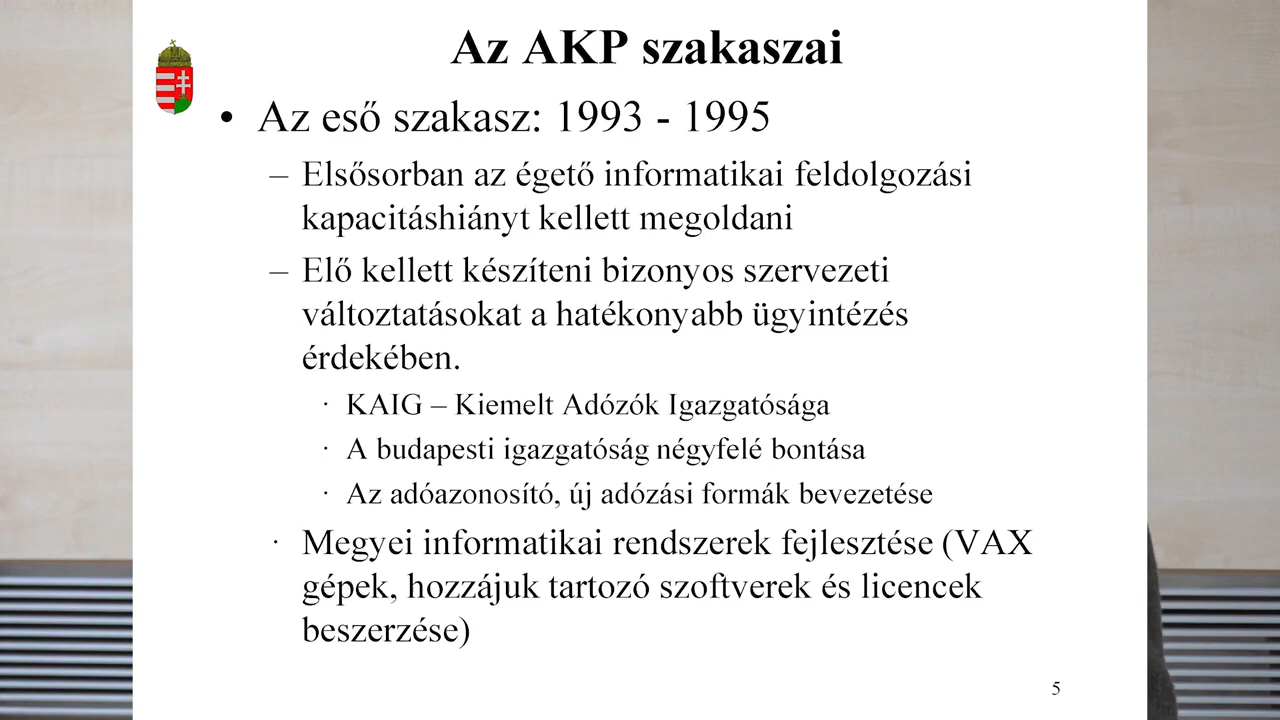 Az AKP szakaszai
• Az eső szakasz: 1993 - 1995
– Elsősorban az égető informatikai feldolgozási
kapacitáshiányt kellett megoldani
– Elő kellett készíteni bizonyos szervezeti
változtatásokat a hatékonyabb ügyintézés
érdekében.
· KAIG – Kiemelt Adózók Igazgatósága
· A budapesti igazgatóság négyfelé bontása
· Az adóazonosító, új adózási formák bevezetése
· Megyei informatikai rendszerek fejlesztése (VAX
gépek, hozzájuk tartozó szoftverek és licencek
beszerzése)
5